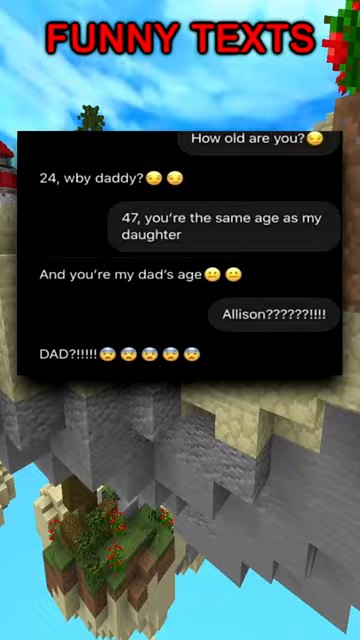 FUNNY TEXTS
How old are you?😏
24, wby daddy?😏 😏
47, you're the same age as my
daughter
And you're my dad's age😐 😐
Allison??????!!!!
DAD?!!!!!😨 😨 😨 😨 😨